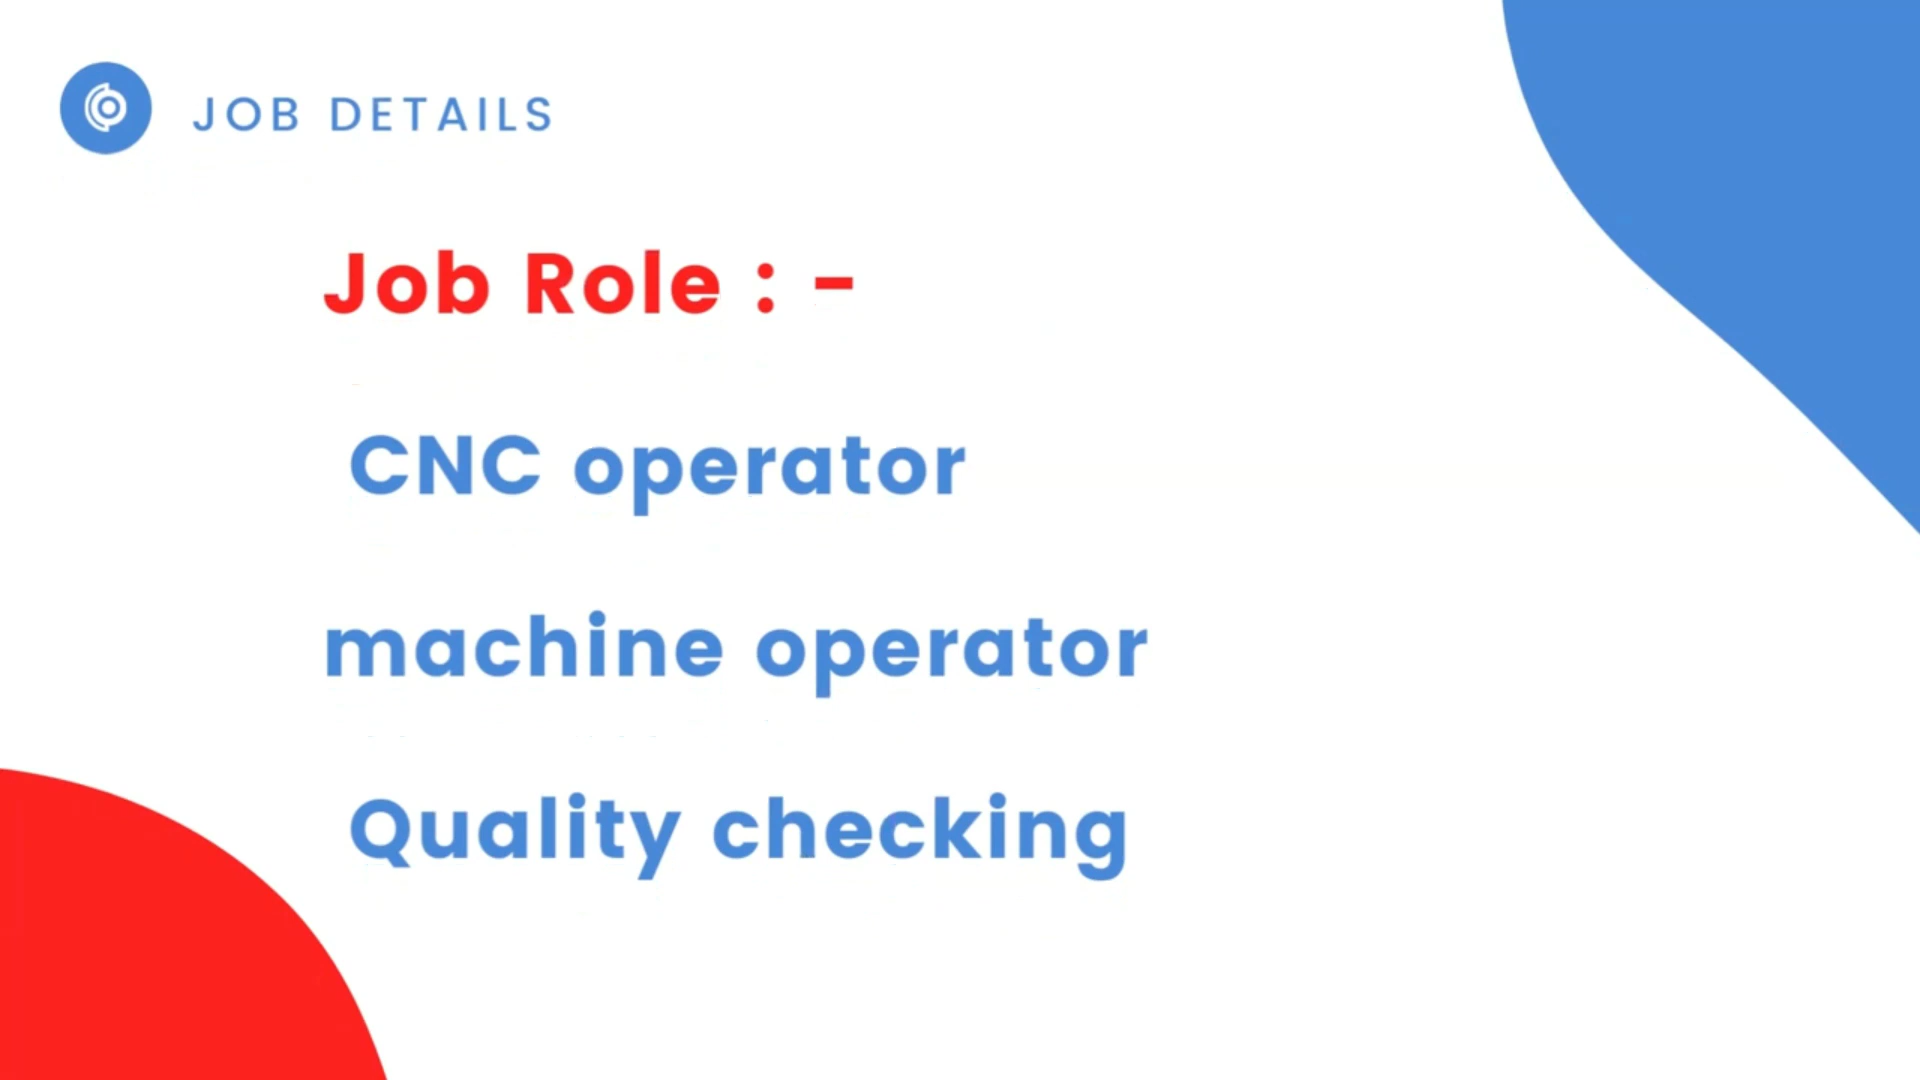 JOB DETAILS
Job Role : -
CNC operator
machine operator
Quality checking